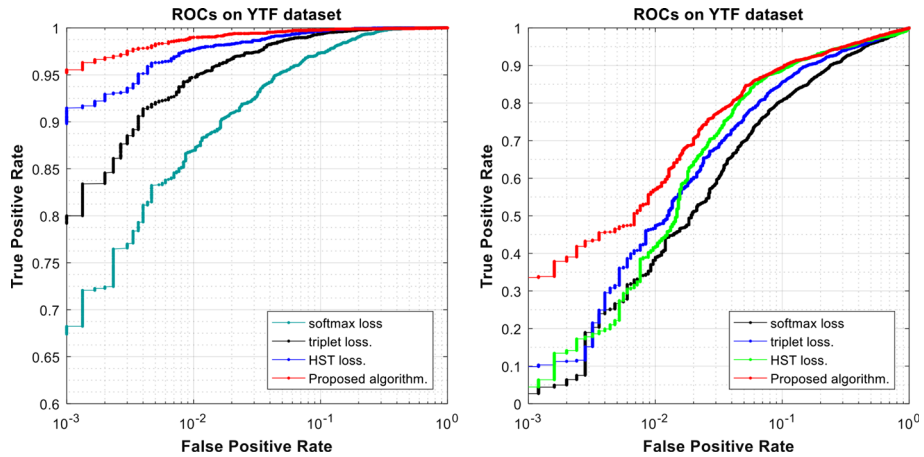 ROCs on YTF dataset
True Positive Rate
1
0.95
0.9
0.85
0.8
0.75
0.7
0.65
0.6
softmax loss
triplet loss.
HST loss.
Proposed algorithm.
10^-3
10^-2
10^-1
10^0
False Positive Rate
ROCs on YTF dataset
True Positive Rate
1
0.9
0.8
0.7
0.6
0.5
0.4
0.3
0.2
0.1
0
softmax loss
triplet loss.
HST loss.
Proposed algorithm.
10^-3
10^-2
10^-1
10^0
False Positive Rate